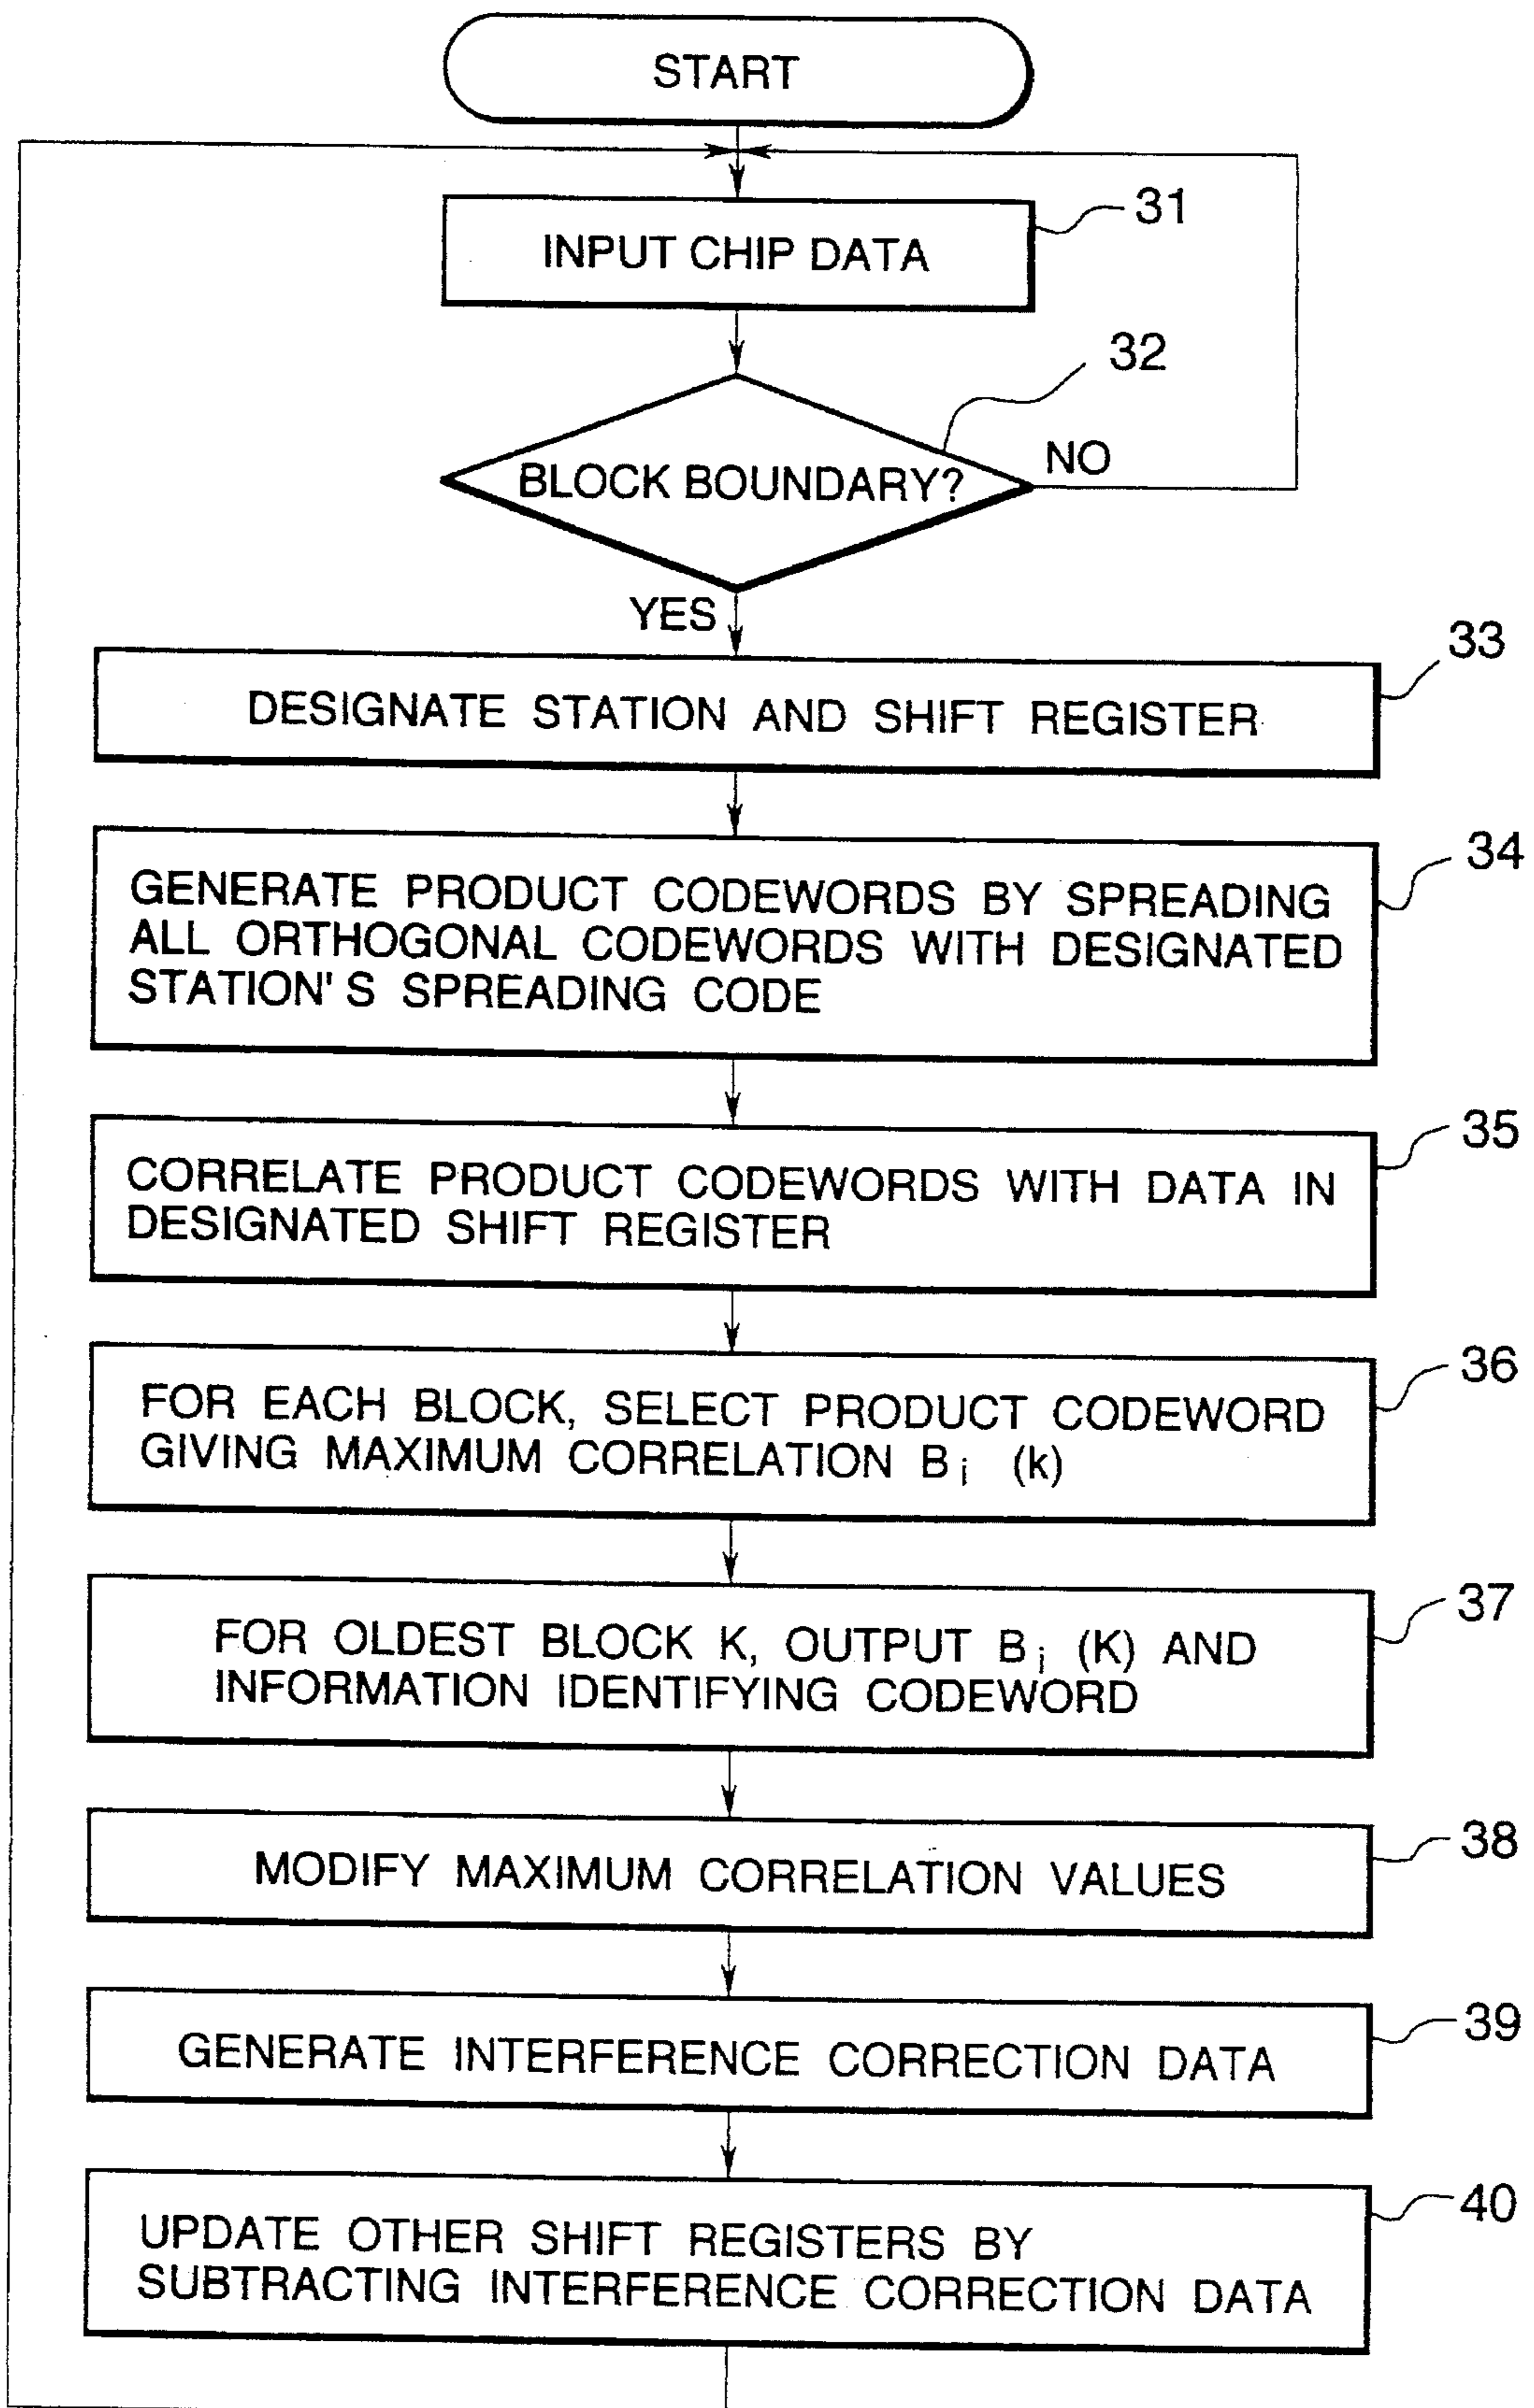 START
INPUT CHIP DATA
31
32
BLOCK BOUNDARY?
NO
YES
33
DESIGNATE STATION AND SHIFT REGISTER
34
GENERATE PRODUCT CODEWORDS BY SPREADING
ALL ORTHOGONAL CODEWORDS WITH DESIGNATED
STATION'S SPREADING CODE
35
CORRELATE PRODUCT CODEWORDS WITH DATA IN
DESIGNATED SHIFT REGISTER
36
FOR EACH BLOCK, SELECT PRODUCT CODEWORD
GIVING MAXIMUM CORRELATION Bi (k)
37
FOR OLDEST BLOCK K, OUTPUT Bi (K) AND
INFORMATION IDENTIFYING CODEWORD
38
MODIFY MAXIMUM CORRELATION VALUES
39
GENERATE INTERFERENCE CORRECTION DATA
40
UPDATE OTHER SHIFT REGISTERS BY
SUBTRACTING INTERFERENCE CORRECTION DATA